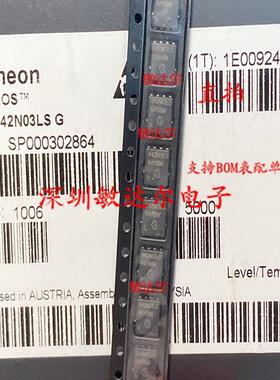 neon
(1T): 1E00924
OS™
42N03LS G
直拍
SP000302864
支持BOM表配单
深圳敏达尔电子
: 1006
5000
Level/Tem
sed in AUSTRIA, Assemb
SIA